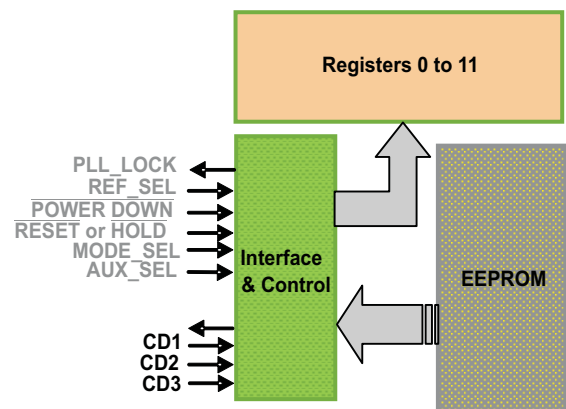 Registers 0 to 11
PLL_LOCK
REF_SEL
POWER DOWN
RESET or HOLD
MODE_SEL
AUX_SEL
Interface
& Control
EEPROM
CD1
CD2
CD3